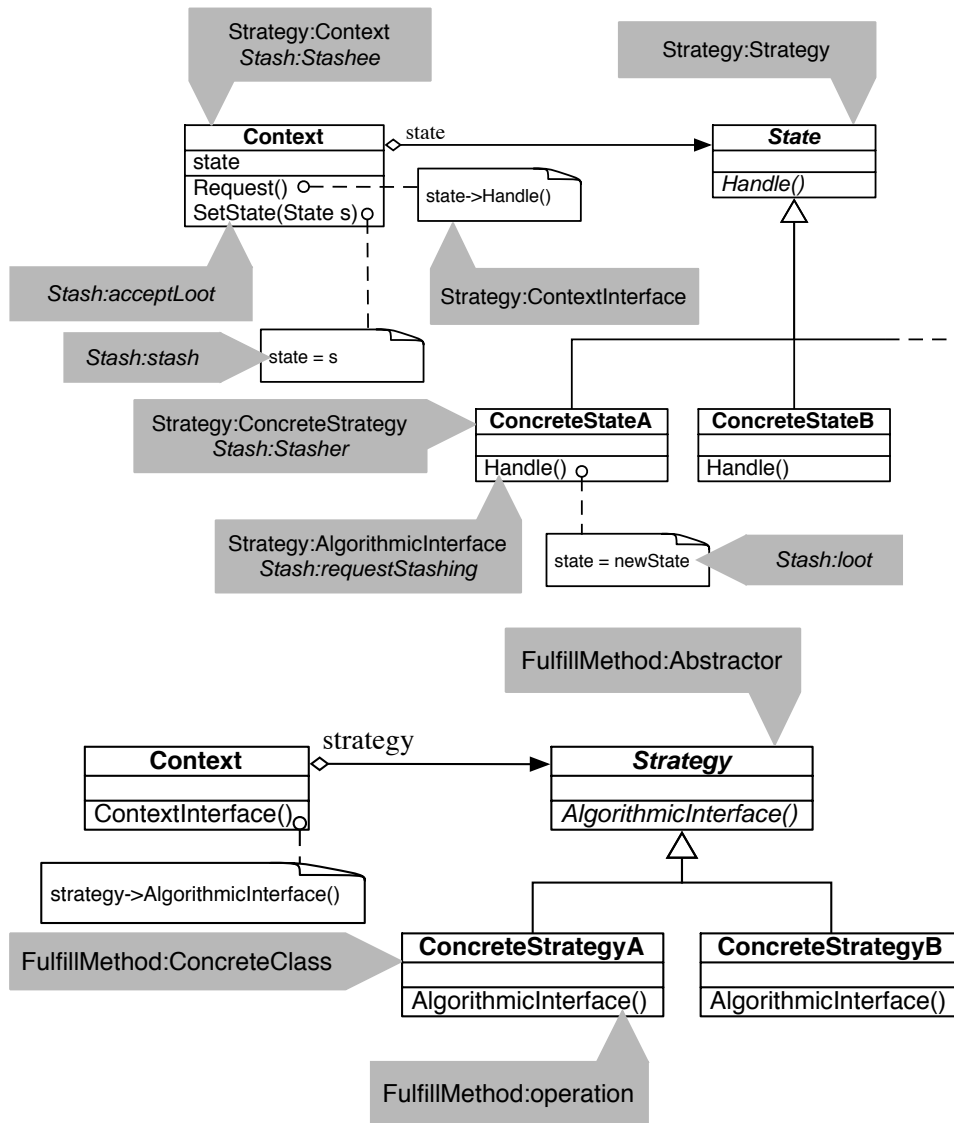 Strategy:Context
Stash:Stashee
Strategy:Strategy
Context
state
Request()
SetState(State s)
state
State
Handle()
state->Handle()
Stash:acceptLoot
Strategy:ContextInterface
Stash:stash
state = s
Strategy:ConcreteStrategy
Stash:Stasher
ConcreteStateA
Handle()
ConcreteStateB
Handle()
Strategy:AlgorithmicInterface
Stash:requestStashing
state = newState
Stash:loot
FulfillMethod:Abstractor
Context
ContextInterface()
strategy
Strategy
AlgorithmicInterface()
strategy->AlgorithmicInterface()
FulfillMethod:ConcreteClass
ConcreteStrategyA
AlgorithmicInterface()
ConcreteStrategyB
AlgorithmicInterface()
FulfillMethod:operation